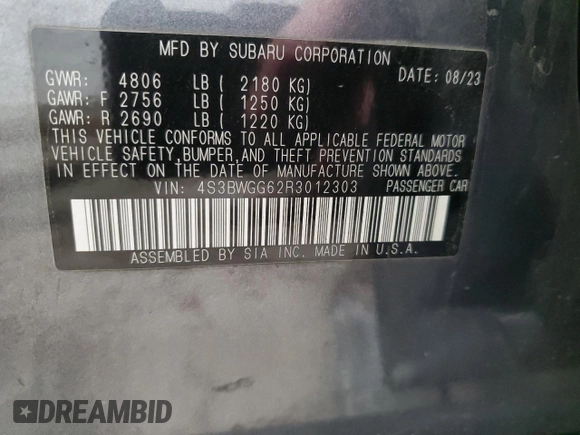 MFD BY SUBARU CORPORATION
GVWR: 4806 LB ( 2180 KG) DATE: 08/23
GAWR: F 2756 LB ( 1250 KG)
GAWR: R 2690 LB ( 1220 KG)
THIS VEHICLE CONFORMS TO ALL APPLICABLE FEDERAL MOTOR
VEHICLE SAFETY,BUMPER,AND THEFT PREVENTION STANDARDS
IN EFFECT ON THE DATE OF MANUFACTURE SHOWN ABOVE.
VIN: 4S3BWGG62R3012303 PASSENGER CAR
ASSEMBLED BY SIA INC. MADE IN U.S.A.
DREAMBID